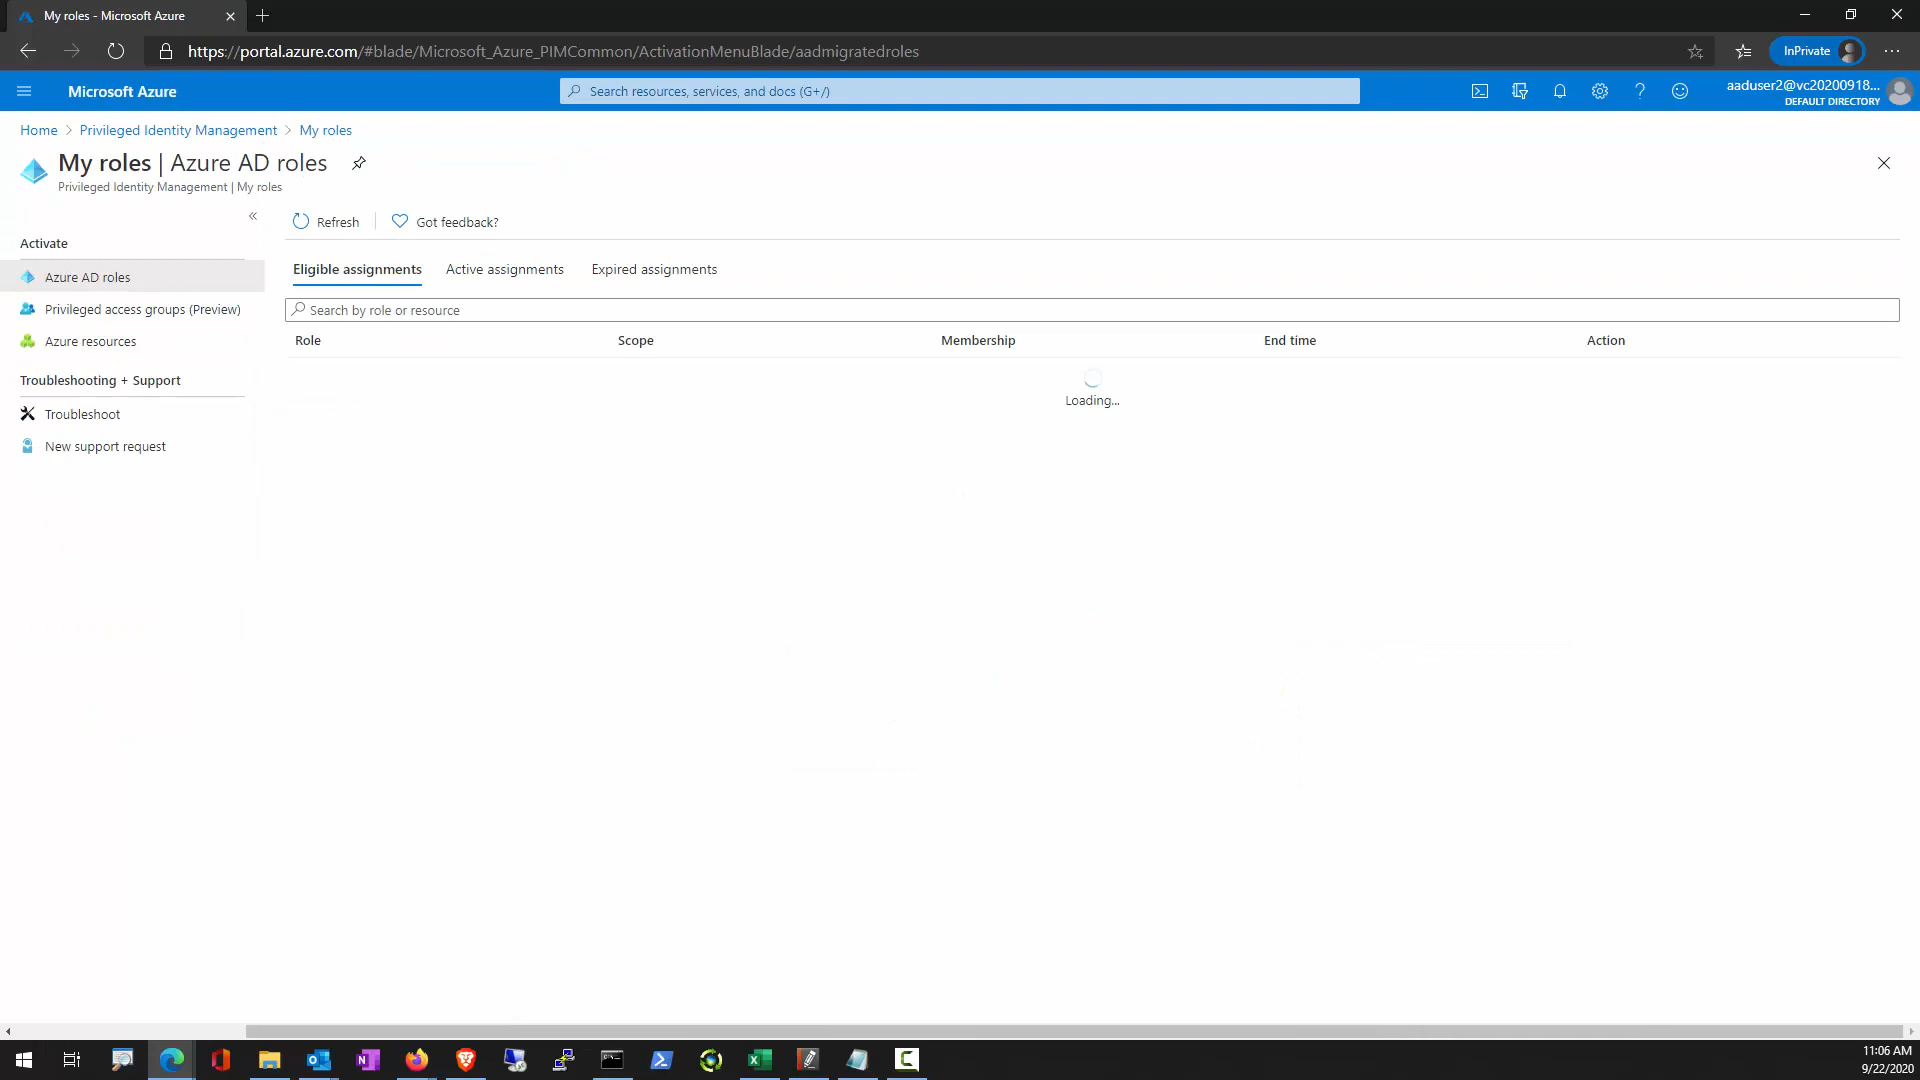 My roles - Microsoft Azure
https://portal.azure.com/#blade/Microsoft_Azure_PIMCommon/ActivationMenuBlade/aadmigratedroles
InPrivate
Microsoft Azure
Search resources, services, and docs (G+/)
aaduser2@vc20200918...
DEFAULT DIRECTORY
Home > Privileged Identity Management > My roles
My roles | Azure AD roles
Privileged Identity Management | My roles
Refresh
Got feedback?
Activate
Azure AD roles
Privileged access groups (Preview)
Azure resources
Troubleshooting + Support
Troubleshoot
New support request
Eligible assignments
Active assignments
Expired assignments
Search by role or resource
Role
Scope
Membership
End time
Action
Loading...
11:06 AM
9/22/2020